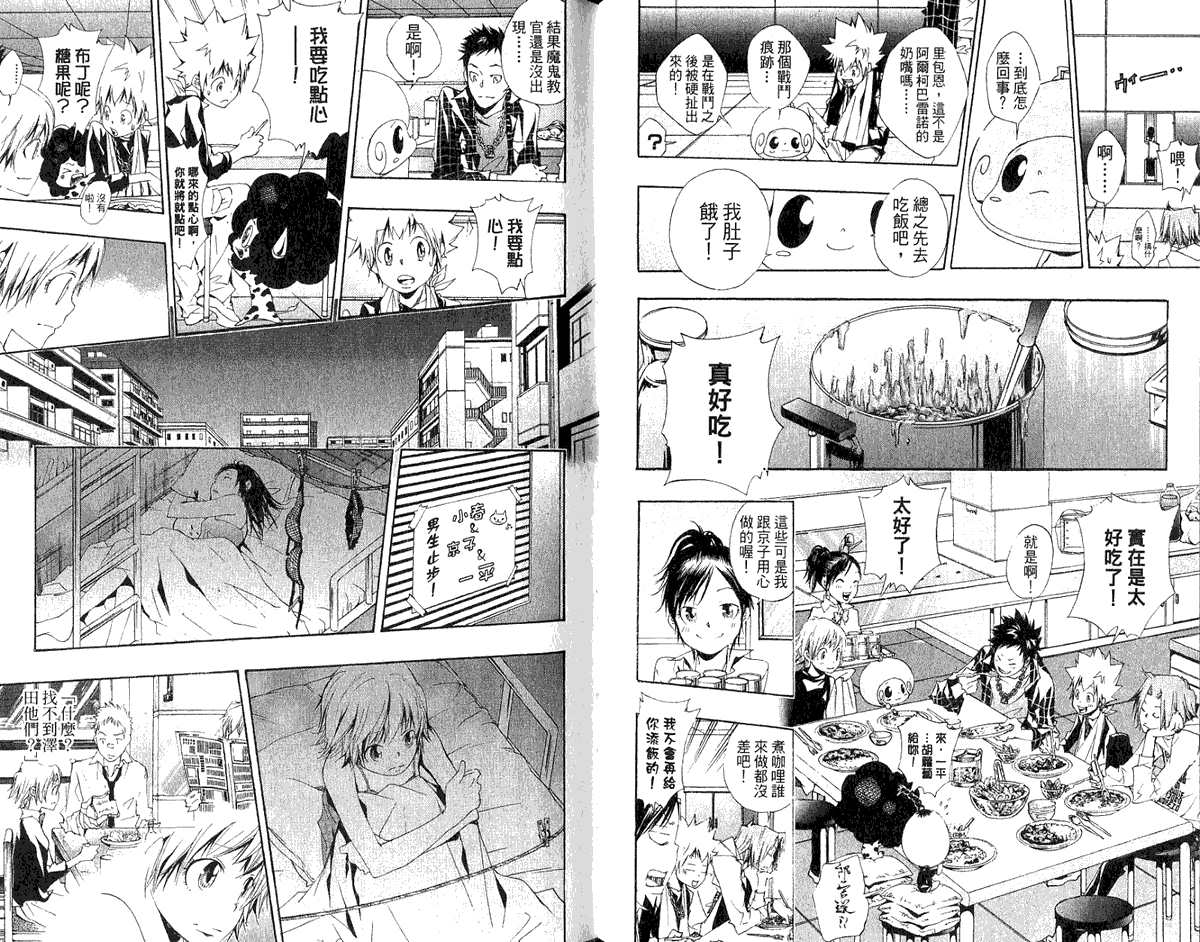 ウィー…
喂！
啊……
……搞什
麼啊？
…到底怎
麼回事？
里包恩，這不是
阿爾柯巴雷諾的
奶嘴嗎……
那個戰鬥
痕跡…
是在戰鬥之
後被硬扯出
來的！
？
總之先去
吃飯吧，
我肚子
餓了！
真好吃！
實在是太
好吃了！
就是啊！
太好了！
這些可是我
跟京子用心
做的喔！
來，一平
…胡蘿蔔
給妳！
煮咖哩誰
來做都沒
差吧！
我不會再給
你添飯的！
結果魔鬼教
官還是沒出
現……
是啊！
我要吃點心
——！
布丁呢？
糖果呢？
我要點
心！
哪來的點心啊，
你就將就點吧！
沒有
啦！
小春
&
京子&
一平
男生止步！
「什麼？
找不到澤
田他們？